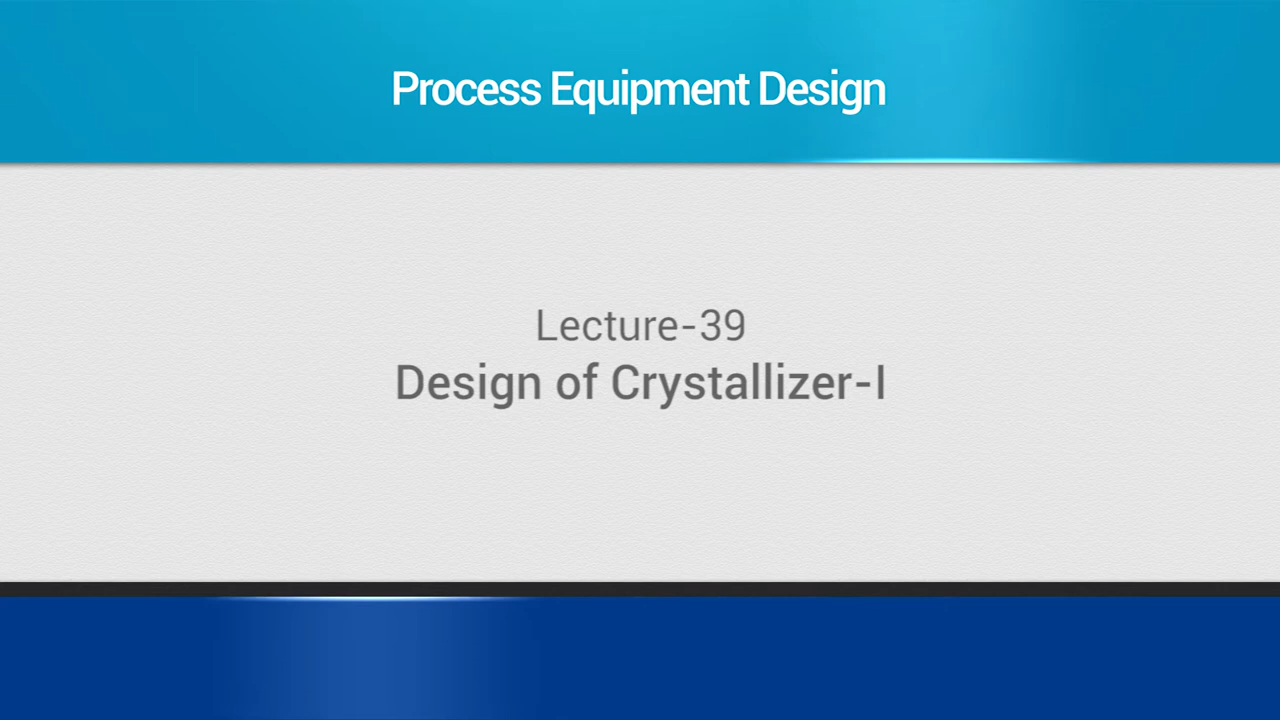 Process Equipment Design
Lecture-39
Design of Crystallizer-I